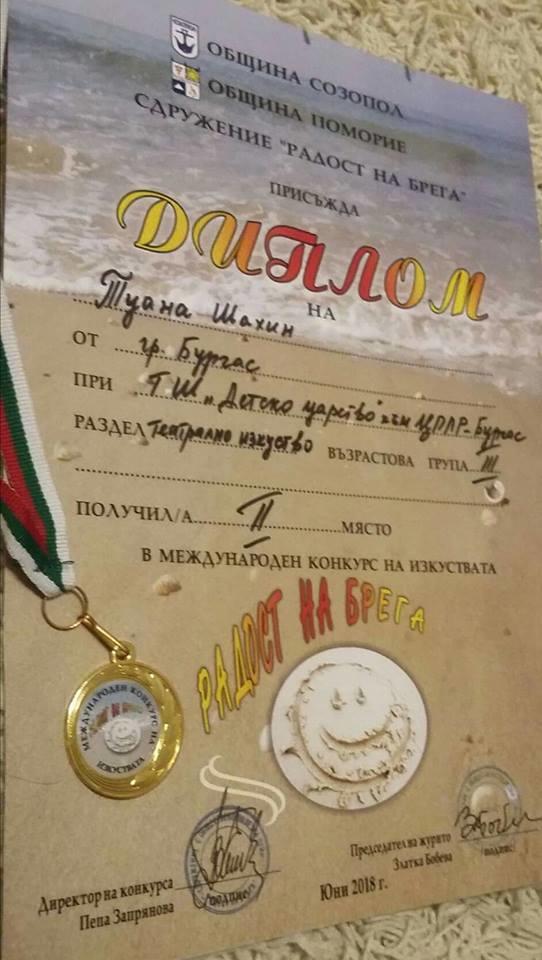 ОБЩИНА СОЗОПОЛ
ОБЩИНА ПОМОРИЕ
СДРУЖЕНИЕ "РАДОСТ НА БРЕГА"
ПРИСЪЖДА
ДИПЛОМ
НА
Туана Шахин
ОТ гр. Бургас
ПРИ ТШ „Детско царство" към ЦПЛР-Бургас
РАЗДЕЛ Театрално изкуство ВЪЗРАСТОВА ГРУПА III
ПОЛУЧИЛ/А II МЯСТО
В МЕЖДУНАРОДЕН КОНКУРС НА ИЗКУСТВАТА
РАДОСТ НА БРЕГА
МЕЖДУНАРОДЕН КОНКУРС НА
ИЗКУСТВАТА
Директор на конкурса
Пепа Запрянова
/подпис/
Юни 2018 г.
Председател на журито
Златка Бобева
/подпис/